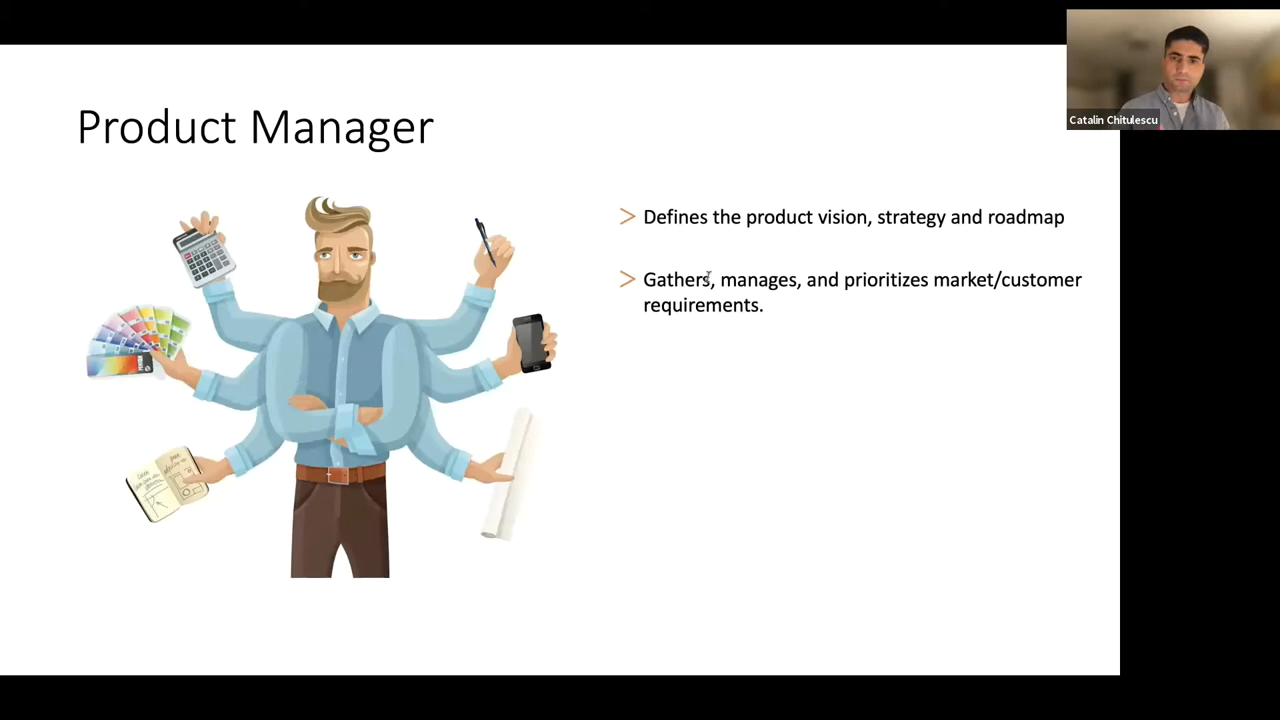 Catalin Chitulescu
Product Manager
> Defines the product vision, strategy and roadmap
> Gathers, manages, and prioritizes market/customer
requirements.